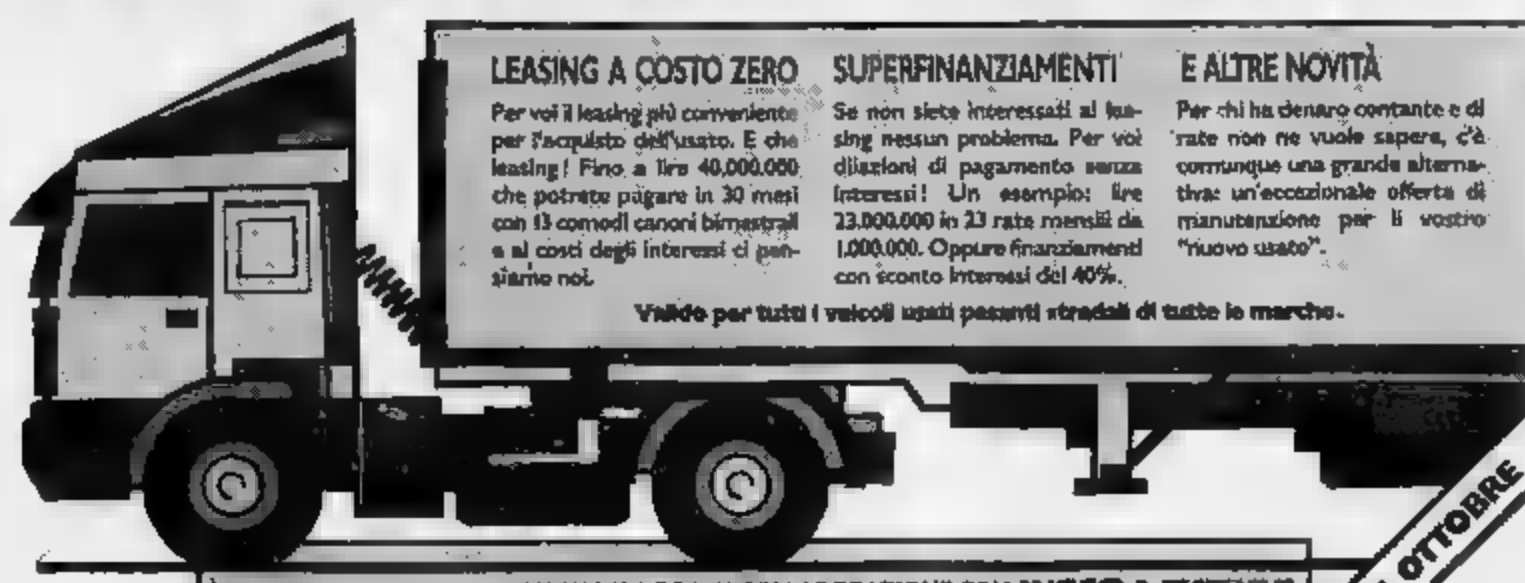 LEASING A COSTO ZERO
Per voi il leasing più conveniente
per l'acquisto dell'usato. E che
leasing! Fino a lire 40.000.000
che potrete pagare in 30 mesi
con 15 comodi canoni bimestrali
e ai costi degli interessi ci pen-
siamo noi.
SUPERFINANZIAMENTI
Se non siete interessati al lea-
sing nessun problema. Per voi
dilazioni di pagamento senza
interessi! Un esempio: lire
23.000.000 in 23 rate mensili da
1.000.000. Oppure finanziamenti
con sconto interessi del 40%.
E ALTRE NOVITÀ
Per chi ha denaro contante e di
rate non ne vuole sapere, c'è
comunque una grande alterna-
tiva: un'eccezionale offerta di
manutenzione per il vostro
"nuovo usato".
Valido per tutti i veicoli usati pesanti stradali di tutte le marche.
OTTOBRE